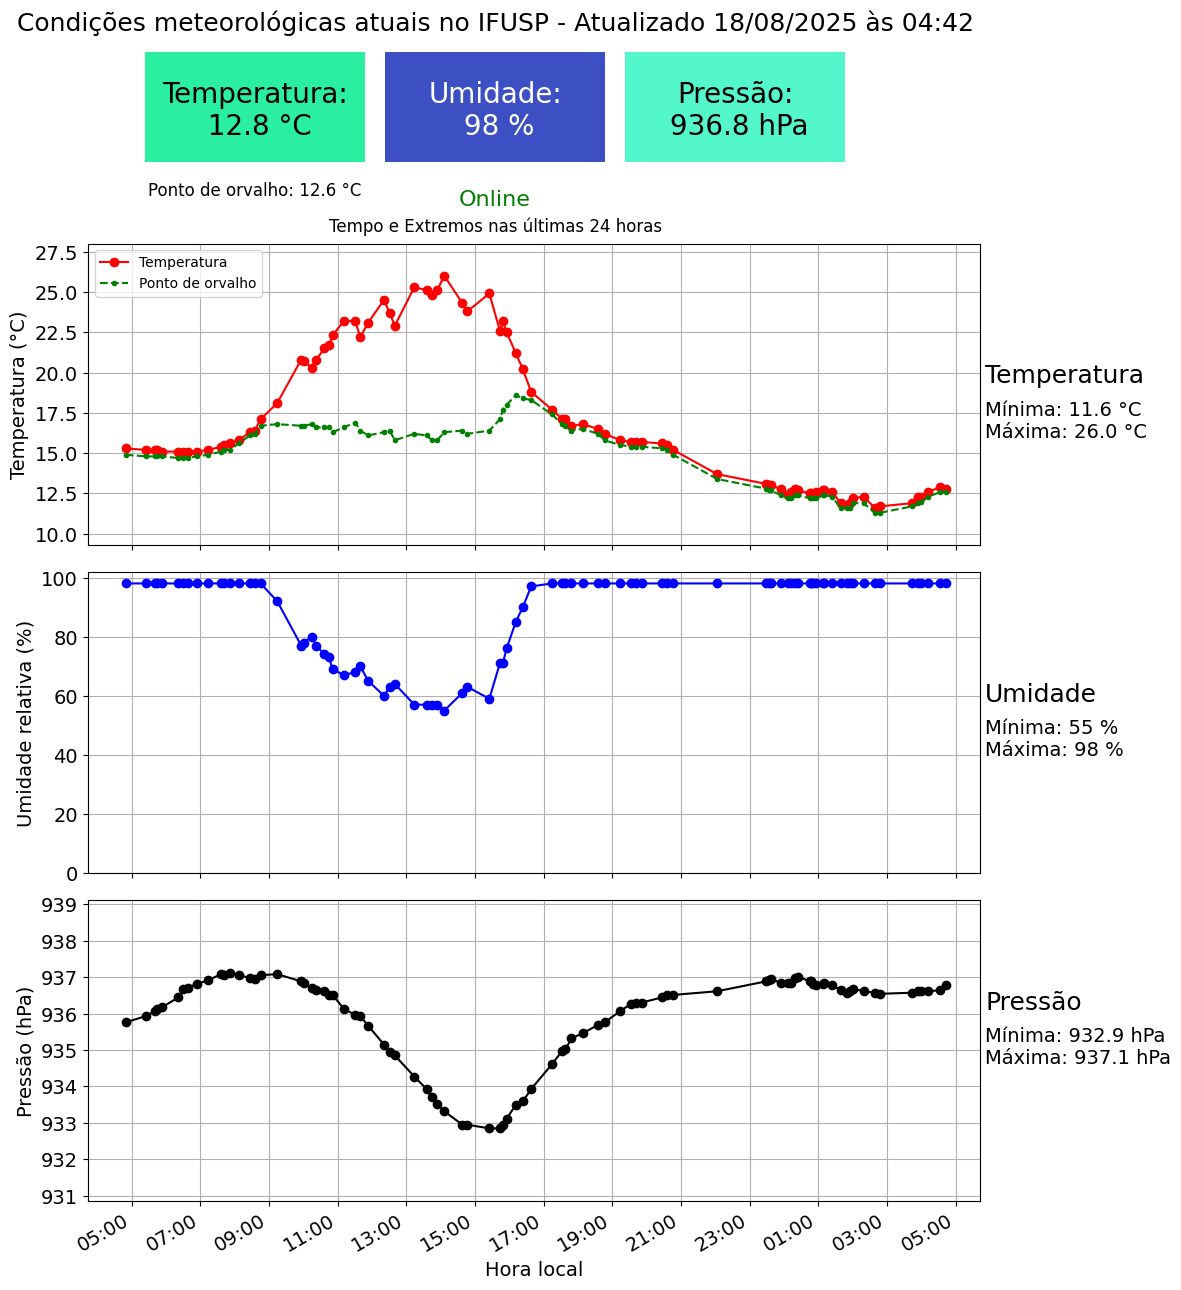 Condições meteorológicas atuais no IFUSP - Atualizado 18/08/2025 às 04:42
Temperatura:
12.8 °C
Umidade:
98 %
Pressão:
936.8 hPa
Ponto de orvalho: 12.6 °C
Online
Tempo e Extremos nas últimas 24 horas
Temperatura
Ponto de orvalho
Temperatura (°C)
27.5
25.0
22.5
20.0
17.5
15.0
12.5
10.0
Temperatura
Mínima: 11.6 °C
Máxima: 26.0 °C
Umidade relativa (%)
100
80
60
40
20
0
Umidade
Mínima: 55 %
Máxima: 98 %
Pressão (hPa)
939
938
937
936
935
934
933
932
931
Pressão
Mínima: 932.9 hPa
Máxima: 937.1 hPa
05:00 07:00 09:00 11:00 13:00 15:00 17:00 19:00 21:00 23:00 01:00 03:00 05:00
Hora local